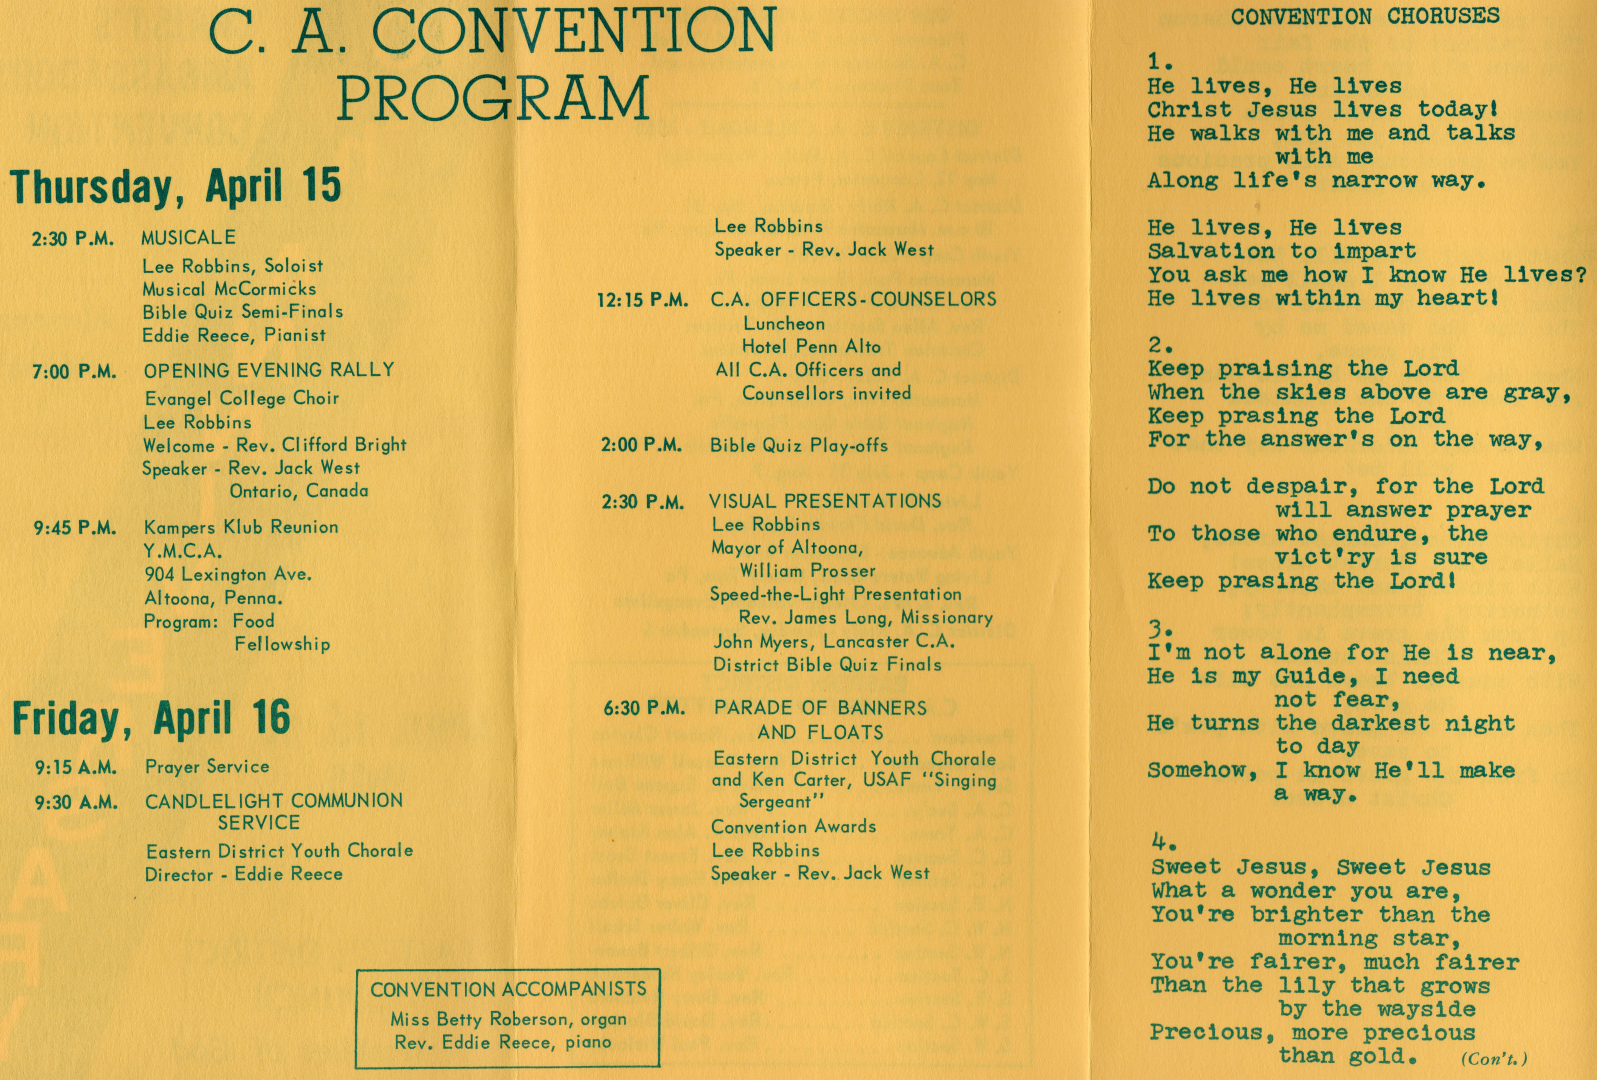 C. A. CONVENTION
PROGRAM
Thursday, April 15
2:30 P.M. MUSICALE
Lee Robbins, Soloist
Musical McCormicks
Bible Quiz Semi-Finals
Eddie Reece, Pianist
7:00 P.M. OPENING EVENING RALLY
Evangel College Choir
Lee Robbins
Welcome - Rev. Clifford Bright
Speaker - Rev. Jack West
Ontario, Canada
9:45 P.M. Kampers Klub Reunion
Y.M.C.A.
904 Lexington Ave.
Altoona, Penna.
Program: Food
Fellowship
Friday, April 16
9:15 A.M. Prayer Service
9:30 A.M. CANDLELIGHT COMMUNION
SERVICE
Eastern District Youth Chorale
Director - Eddie Reece
Lee Robbins
Speaker - Rev. Jack West
12:15 P.M. C.A. OFFICERS-COUNSELORS
Luncheon
Hotel Penn Alto
All C.A. Officers and
Counsellors invited
2:00 P.M. Bible Quiz Play-offs
2:30 P.M. VISUAL PRESENTATIONS
Lee Robbins
Mayor of Altoona,
William Prosser
Speed-the-Light Presentation
Rev. James Long, Missionary
John Myers, Lancaster C.A.
District Bible Quiz Finals
6:30 P.M. PARADE OF BANNERS
AND FLOATS
Eastern District Youth Chorale
and Ken Carter, USAF "Singing
Sergeant"
Convention Awards
Lee Robbins
Speaker - Rev. Jack West
CONVENTION ACCOMPANISTS
Miss Betty Roberson, organ
Rev. Eddie Reece, piano
CONVENTION CHORUSES
1.
He lives, He lives
Christ Jesus lives today!
He walks with me and talks
with me
Along life's narrow way.
He lives, He lives
Salvation to impart
You ask me how I know He lives?
He lives within my heart!
2.
Keep praising the Lord
When the skies above are gray,
Keep prasing the Lord
For the answer's on the way,
Do not despair, for the Lord
will answer prayer
To those who endure, the
vict'ry is sure
Keep prasing the Lord!
3.
I'm not alone for He is near,
He is my Guide, I need
not fear,
He turns the darkest night
to day
Somehow, I know He'll make
a way.
4.
Sweet Jesus, Sweet Jesus
What a wonder you are,
You're brighter than the
morning star,
You're fairer, much fairer
Than the lily that grows
by the wayside
Precious, more precious
than gold. (Con't.)